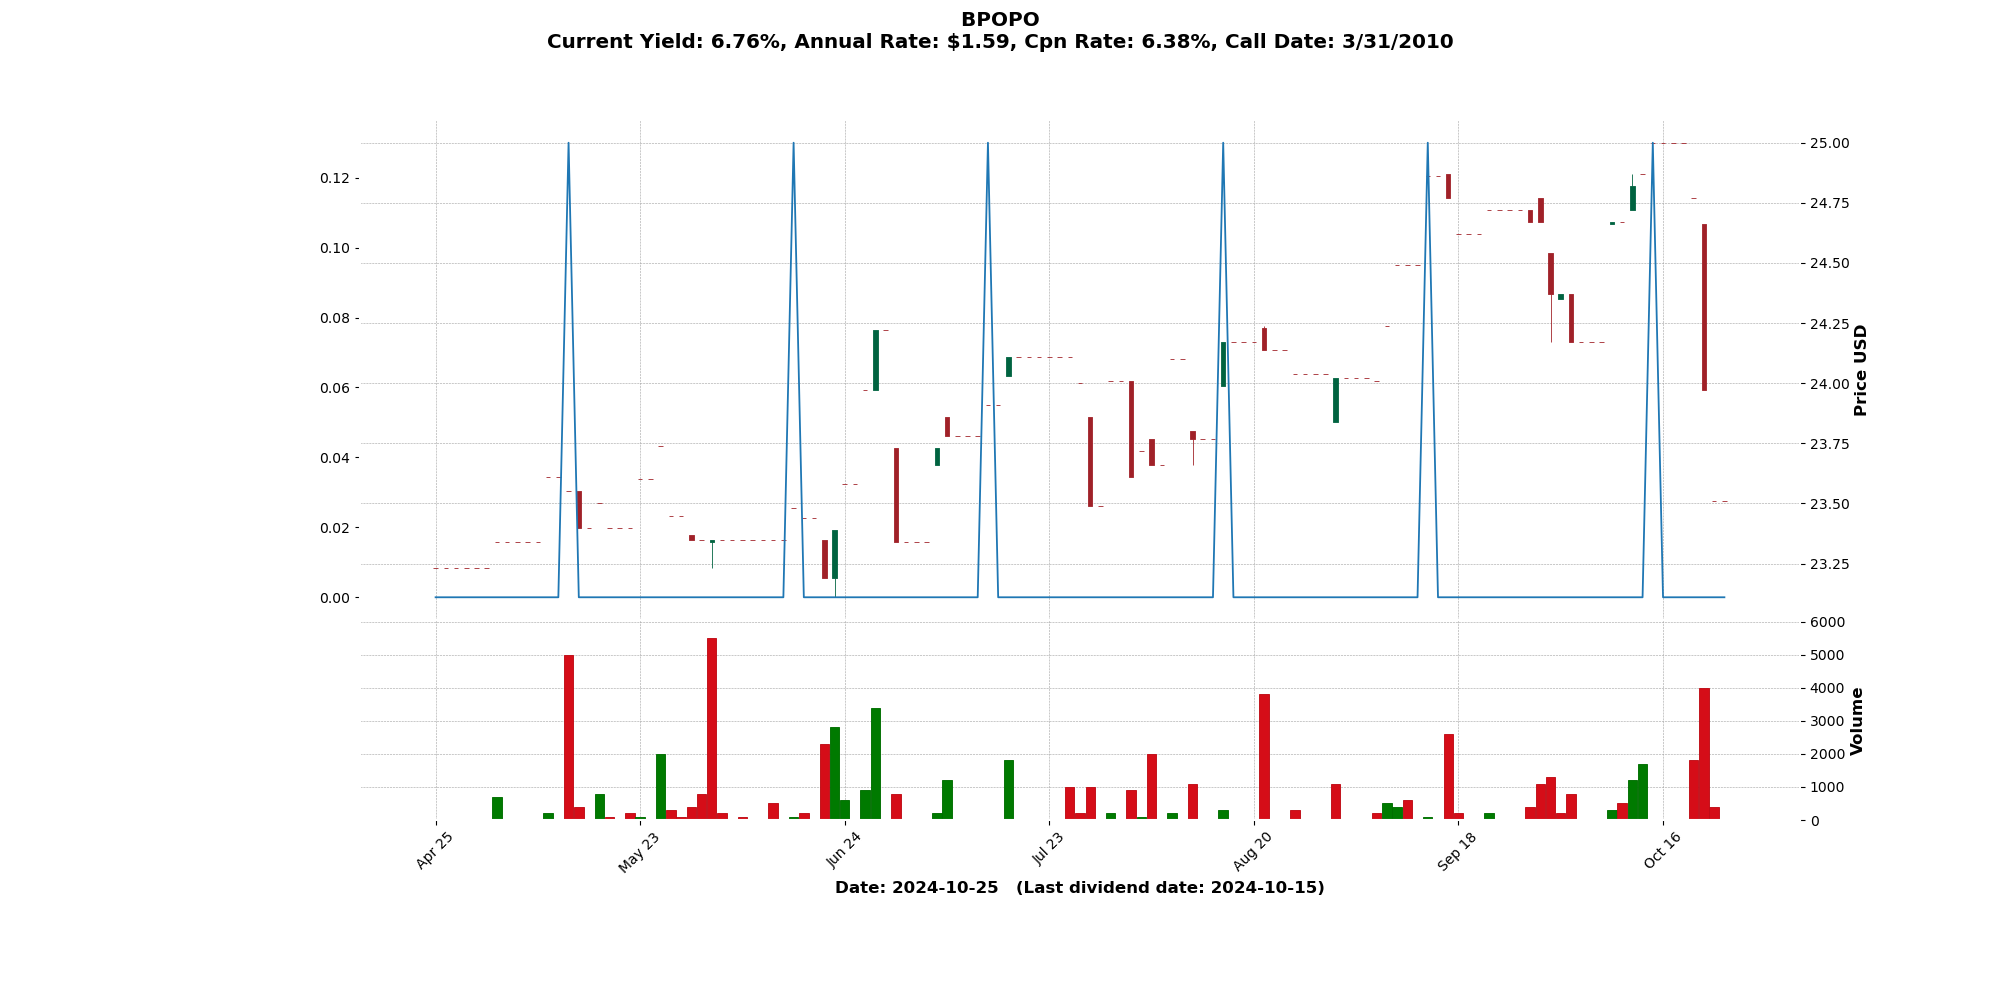 BPOPO
Current Yield: 6.76%, Annual Rate: $1.59, Cpn Rate: 6.38%, Call Date: 3/31/2010
0.12
0.10
0.08
0.06
0.04
0.02
0.00
25.00
24.75
24.50
24.25
24.00
23.75
23.50
23.25
Price USD
6000
5000
4000
3000
2000
1000
0
Volume
Apr 25
May 23
Jun 24
Jul 23
Aug 20
Sep 18
Oct 16
Date: 2024-10-25 (Last dividend date: 2024-10-15)